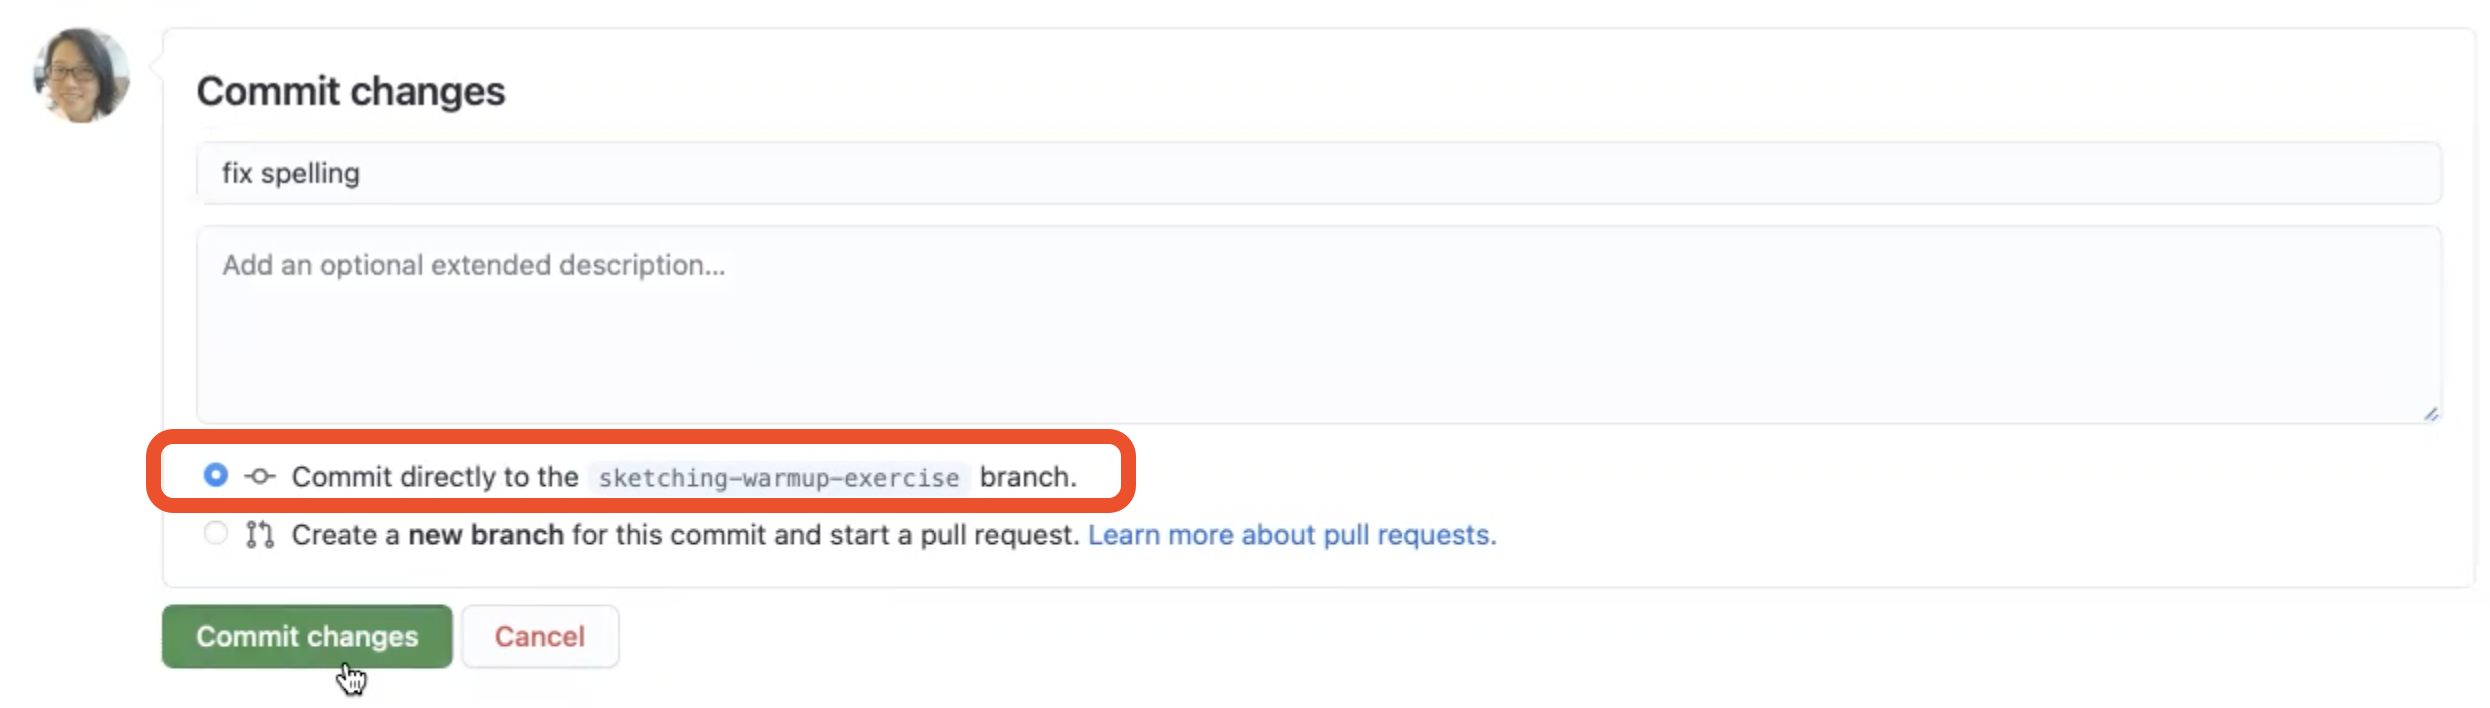 Commit changes
fix spelling
Add an optional extended description...
Commit directly to the sketching-warmup-exercise branch.
Create a new branch for this commit and start a pull request. Learn more about pull requests.
Commit changes Cancel